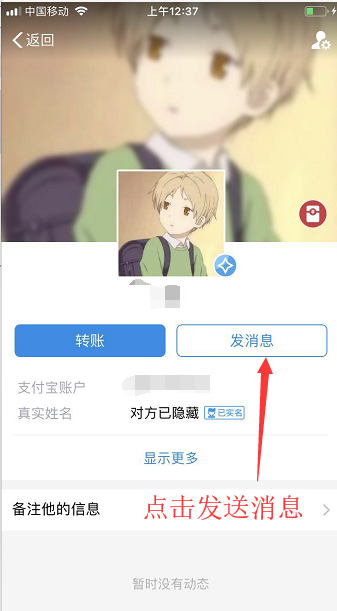 中国移动 上午12:37
返回
转账 发消息
支付宝账户
真实姓名 对方已隐藏 已实名
显示更多
备注他的信息
点击发送消息
暂时没有动态